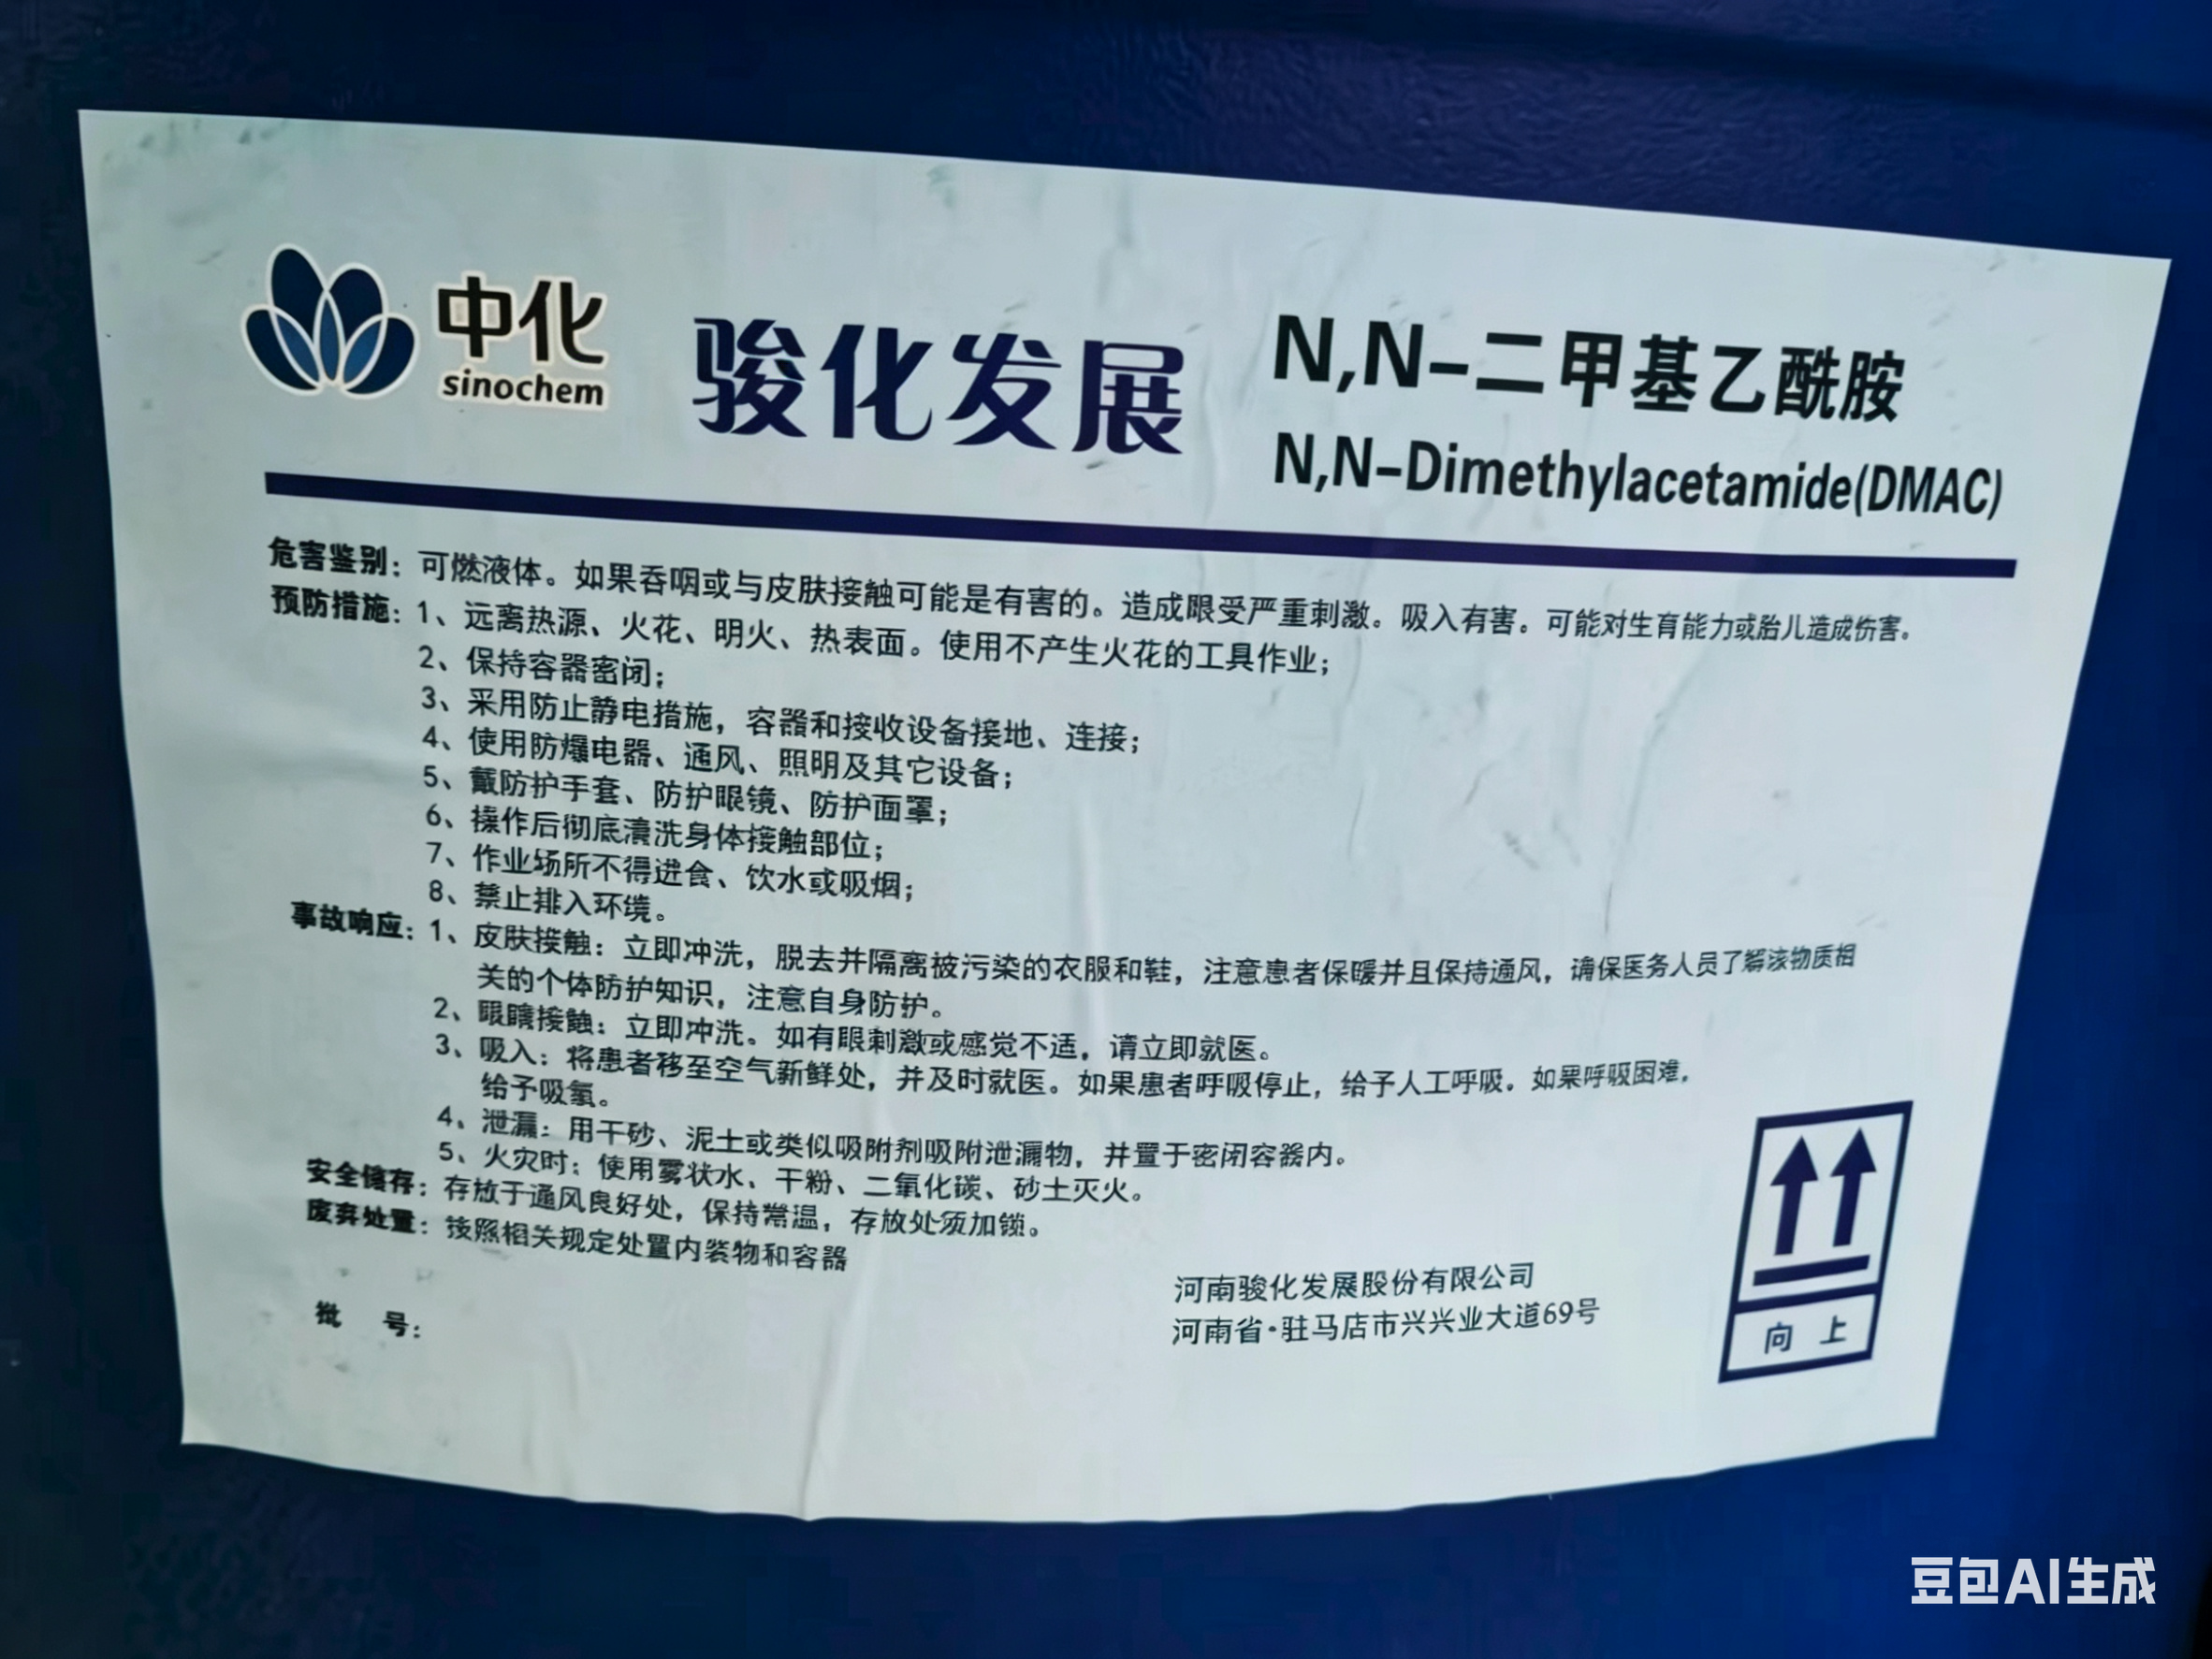 中化
sinochem
骏化发展
N,N-二甲基乙酰胺
N,N-Dimethylacetamide(DMAC)
危害鉴别：可燃液体。如果吞咽或与皮肤接触可能是有害的。造成眼受严重刺激。吸入有害。可能对生育能力或胎儿造成伤害。
预防措施：1、远离热源、火花、明火、热表面。使用不产生火花的工具作业；
2、保持容器密闭；
3、采用防止静电措施，容器和接收设备接地、连接；
4、使用防爆电器、通风、照明及其它设备；
5、戴防护手套、防护眼镜、防护面罩；
6、操作后彻底清洗身体接触部位；
7、作业场所不得进食、饮水或吸烟；
8、禁止排入环境。
事故响应：1、皮肤接触：立即冲洗，脱去并隔离被污染的衣服和鞋，注意患者保暖并且保持通风，请保医务人员了解该物质相
关的个体防护知识，注意自身防护。
2、眼睛接触：立即冲洗。如有眼刺激或感觉不适，请立即就医。
3、吸入：将患者移至空气新鲜处，并及时就医。如果患者呼吸停止，给予人工呼吸。如果呼吸困难，
给予吸氧。
4、泄漏：用干砂、泥土或类似吸附剂吸附泄漏物，并置于密闭容器内。
5、火灾时：使用雾状水、干粉、二氧化碳、砂土灭火。
安全储存：存放于通风良好处，保持常温，存放处须加锁。
废弃处置：按照相关规定处置内装物和容器
批 号：
河南骏化发展股份有限公司
河南省·驻马店市兴兴业大道69号
向 上
豆包AI生成